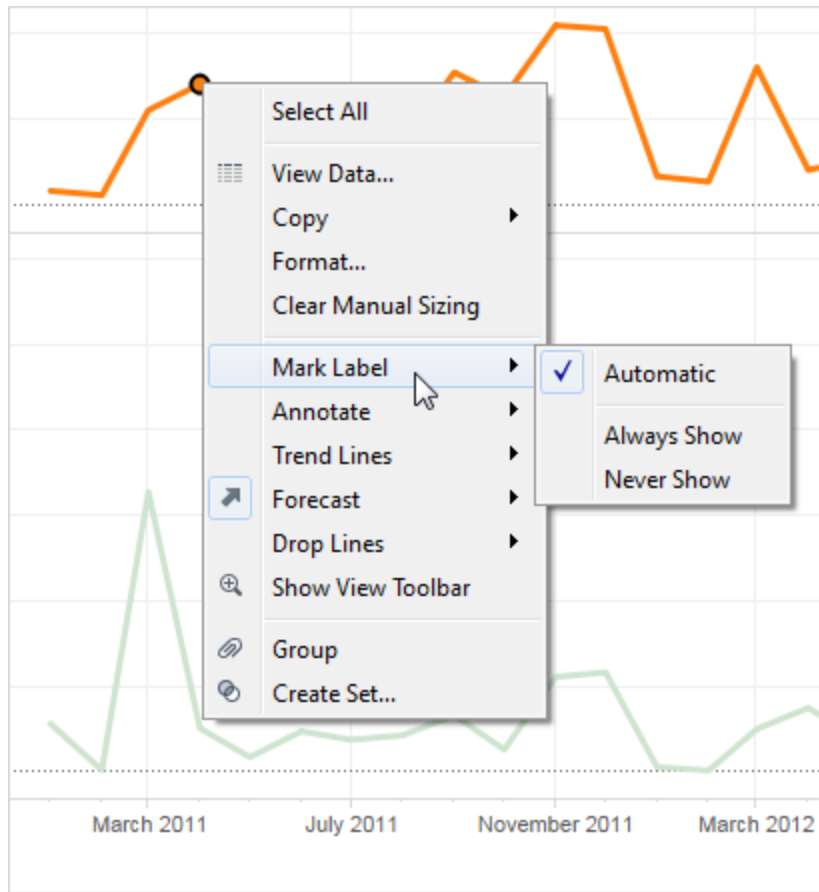 Select All
View Data...
Copy
Format...
Clear Manual Sizing
Mark Label
Automatic
Annotate
Always Show
Trend Lines
Never Show
Forecast
Drop Lines
Show View Toolbar
Group
Create Set...
March 2011 July 2011 November 2011 March 2012